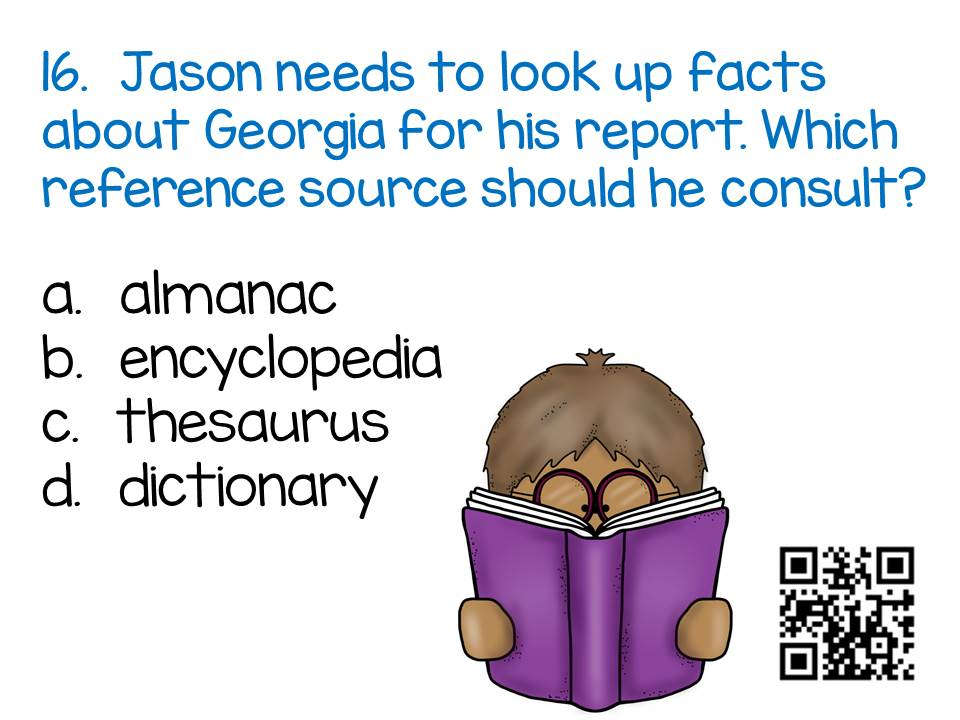 16. Jason needs to look up facts
about Georgia for his report. Which
reference source should he consult?
a. almanac
b. encyclopedia
c. thesaurus
d. dictionary